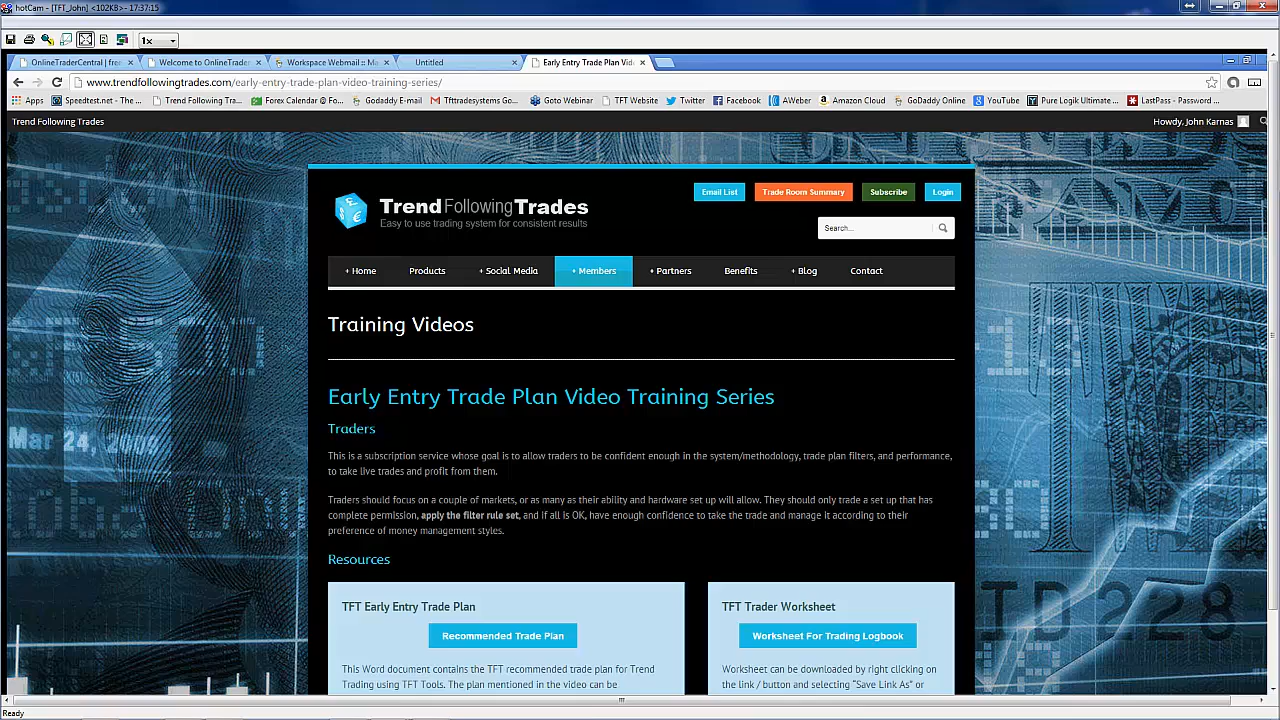 hotCam - [TFT_John] <102KB>- 17:37:15
1x
OnlineTraderCentral | fre
Welcome to OnlineTrader
Workspace Webmail :: Ma
Untitled
Early Entry Trade Plan Vid
www.trendfollowingtrades.com/early-entry-trade-plan-video-training-series/
Apps Speedtest.net - The ... Trend Following Tra... Forex Calendar @ Fo... Godaddy E-mail Tfttradesystems Go... Goto Webinar TFT Website Twitter Facebook AWeber Amazon Cloud GoDaddy Online YouTube Pure Logik Ultimate ... LastPass - Password ...
Trend Following Trades
Howdy, John Karnas
Email List
Trade Room Summary
Subscribe
Login
TrendFollowingTrades
Easy to use trading system for consistent results
Search...
+ Home Products + Social Media + Members + Partners Benefits + Blog Contact
Training Videos
Early Entry Trade Plan Video Training Series
Traders
This is a subscription service whose goal is to allow traders to be confident enough in the system/methodology, trade plan filters, and performance,
to take live trades and profit from them.
Traders should focus on a couple of markets, or as many as their ability and hardware set up will allow. They should only trade a set up that has
complete permission, apply the filter rule set, and if all is OK, have enough confidence to take the trade and manage it according to their
preference of money management styles.
Resources
TFT Early Entry Trade Plan
Recommended Trade Plan
This Word document contains the TFT recommended trade plan for Trend
Trading using TFT Tools. The plan mentioned in the video can be
TFT Trader Worksheet
Worksheet For Trading Logbook
Worksheet can be downloaded by right clicking on
the link / button and selecting "Save Link As" or
Mar 24,
ID 228
Ready